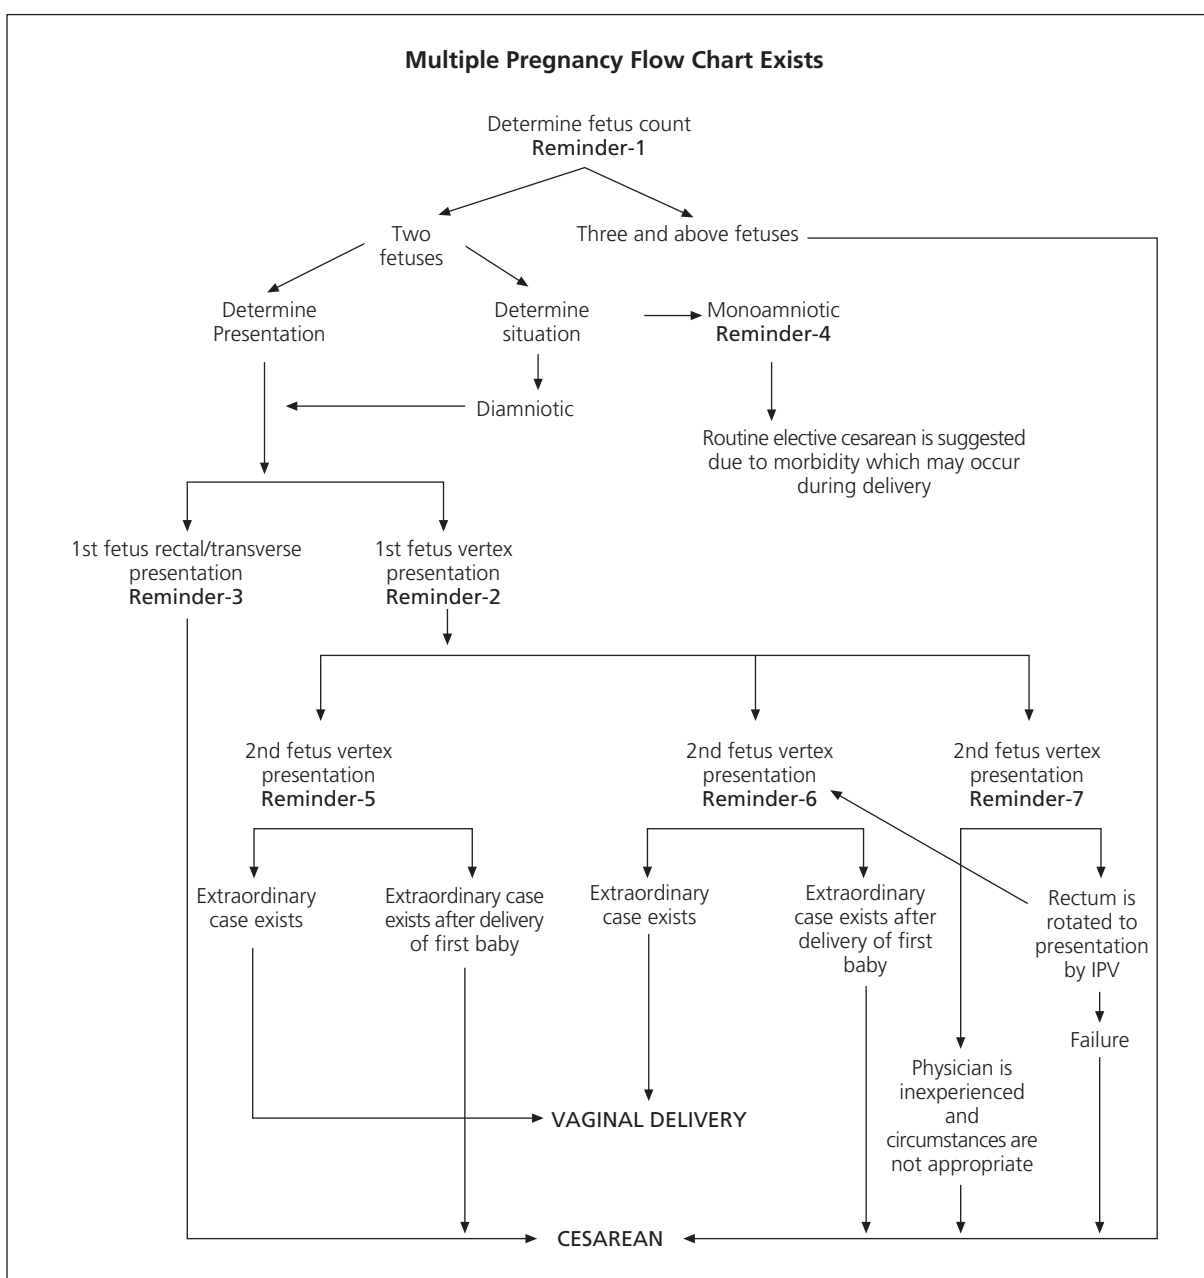 Multiple Pregnancy Flow Chart Exists
Determine fetus count
Reminder-1
Two
fetuses
Three and above fetuses
Determine
Presentation
Determine
situation
Monoamniotic
Reminder-4
Diamniotic
Routine elective cesarean is suggested
due to morbidity which may occur
during delivery
1st fetus rectal/transverse
presentation
Reminder-3
1st fetus vertex
presentation
Reminder-2
2nd fetus vertex
presentation
Reminder-5
2nd fetus vertex
presentation
Reminder-6
2nd fetus vertex
presentation
Reminder-7
Extraordinary
case exists
Extraordinary case
exists after delivery
of first baby
Extraordinary
case exists
Extraordinary
case exists after
delivery of first
baby
Rectum is
rotated to
presentation
by IPV
Failure
Physician is
inexperienced
and
circumstances are
not appropriate
VAGINAL DELIVERY
CESAREAN